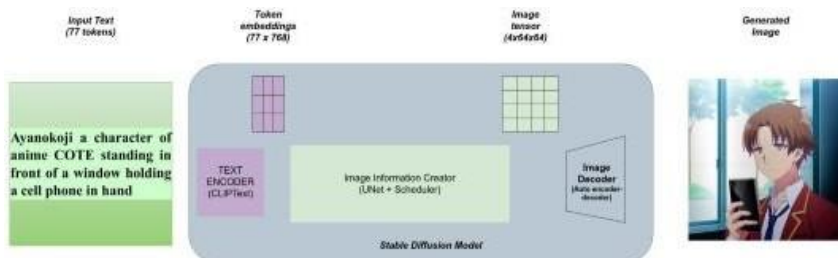 Input Text
(77 tokens)
Token
embeddings
(77 x 768)
Image
tensor
(4x64x64)
Generated
Image
Ayanokoji a character of
anime COTE standing in
front of a window holding
a cell phone in hand
TEXT
ENCODER
(CLIPText)
Image Information Creator
(UNet + Scheduler)
Image
Decoder
(Auto encoder-
decoder)
Stable Diffusion Model